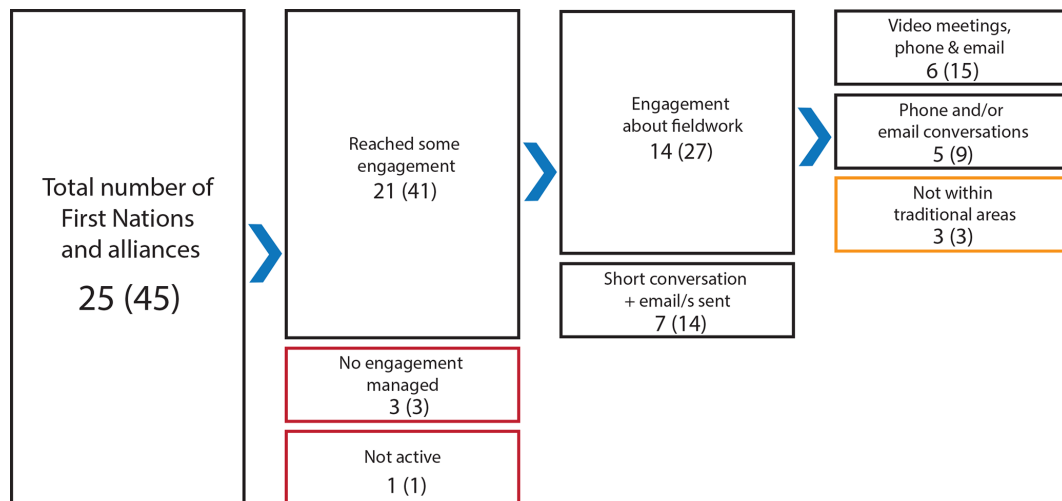 Total number of
First Nations
and alliances
25 (45)
Reached some
engagement
21 (41)
No engagement
managed
3 (3)
Not active
1 (1)
Engagement
about fieldwork
14 (27)
Short conversation
+ email/s sent
7 (14)
Video meetings,
phone & email
6 (15)
Phone and/or
email conversations
5 (9)
Not within
traditional areas
3 (3)